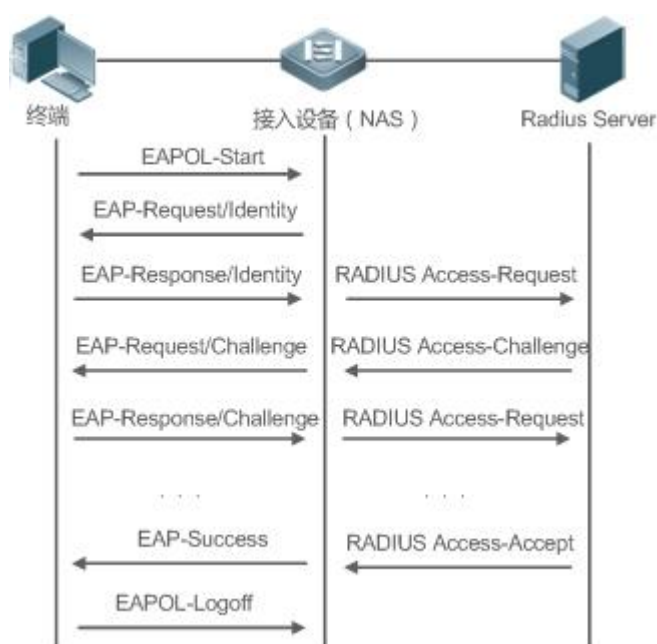 终端
接入设备（NAS）
Radius Server
EAPOL-Start
EAP-Request/Identity
EAP-Response/Identity
RADIUS Access-Request
EAP-Request/Challenge
RADIUS Access-Challenge
EAP-Response/Challenge
RADIUS Access-Request
. . .
. . .
EAP-Success
RADIUS Access-Accept
EAPOL-Logoff